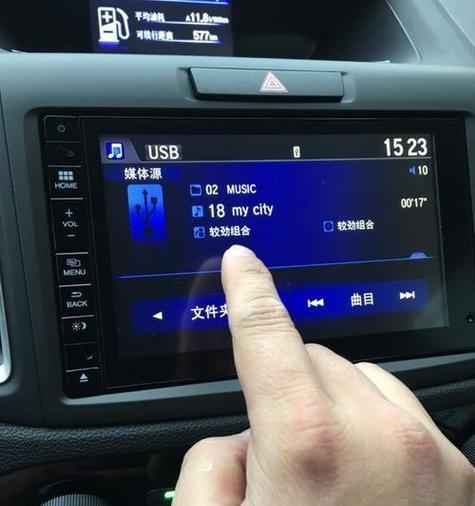 平均油耗
可续行距离 577km
USB 15 23
媒体源 10
HOME
02 MUSIC
18 my city 00'17"
+
VOL
−
较劲组合 较劲组合
MENU
BACK
文件夹 曲目